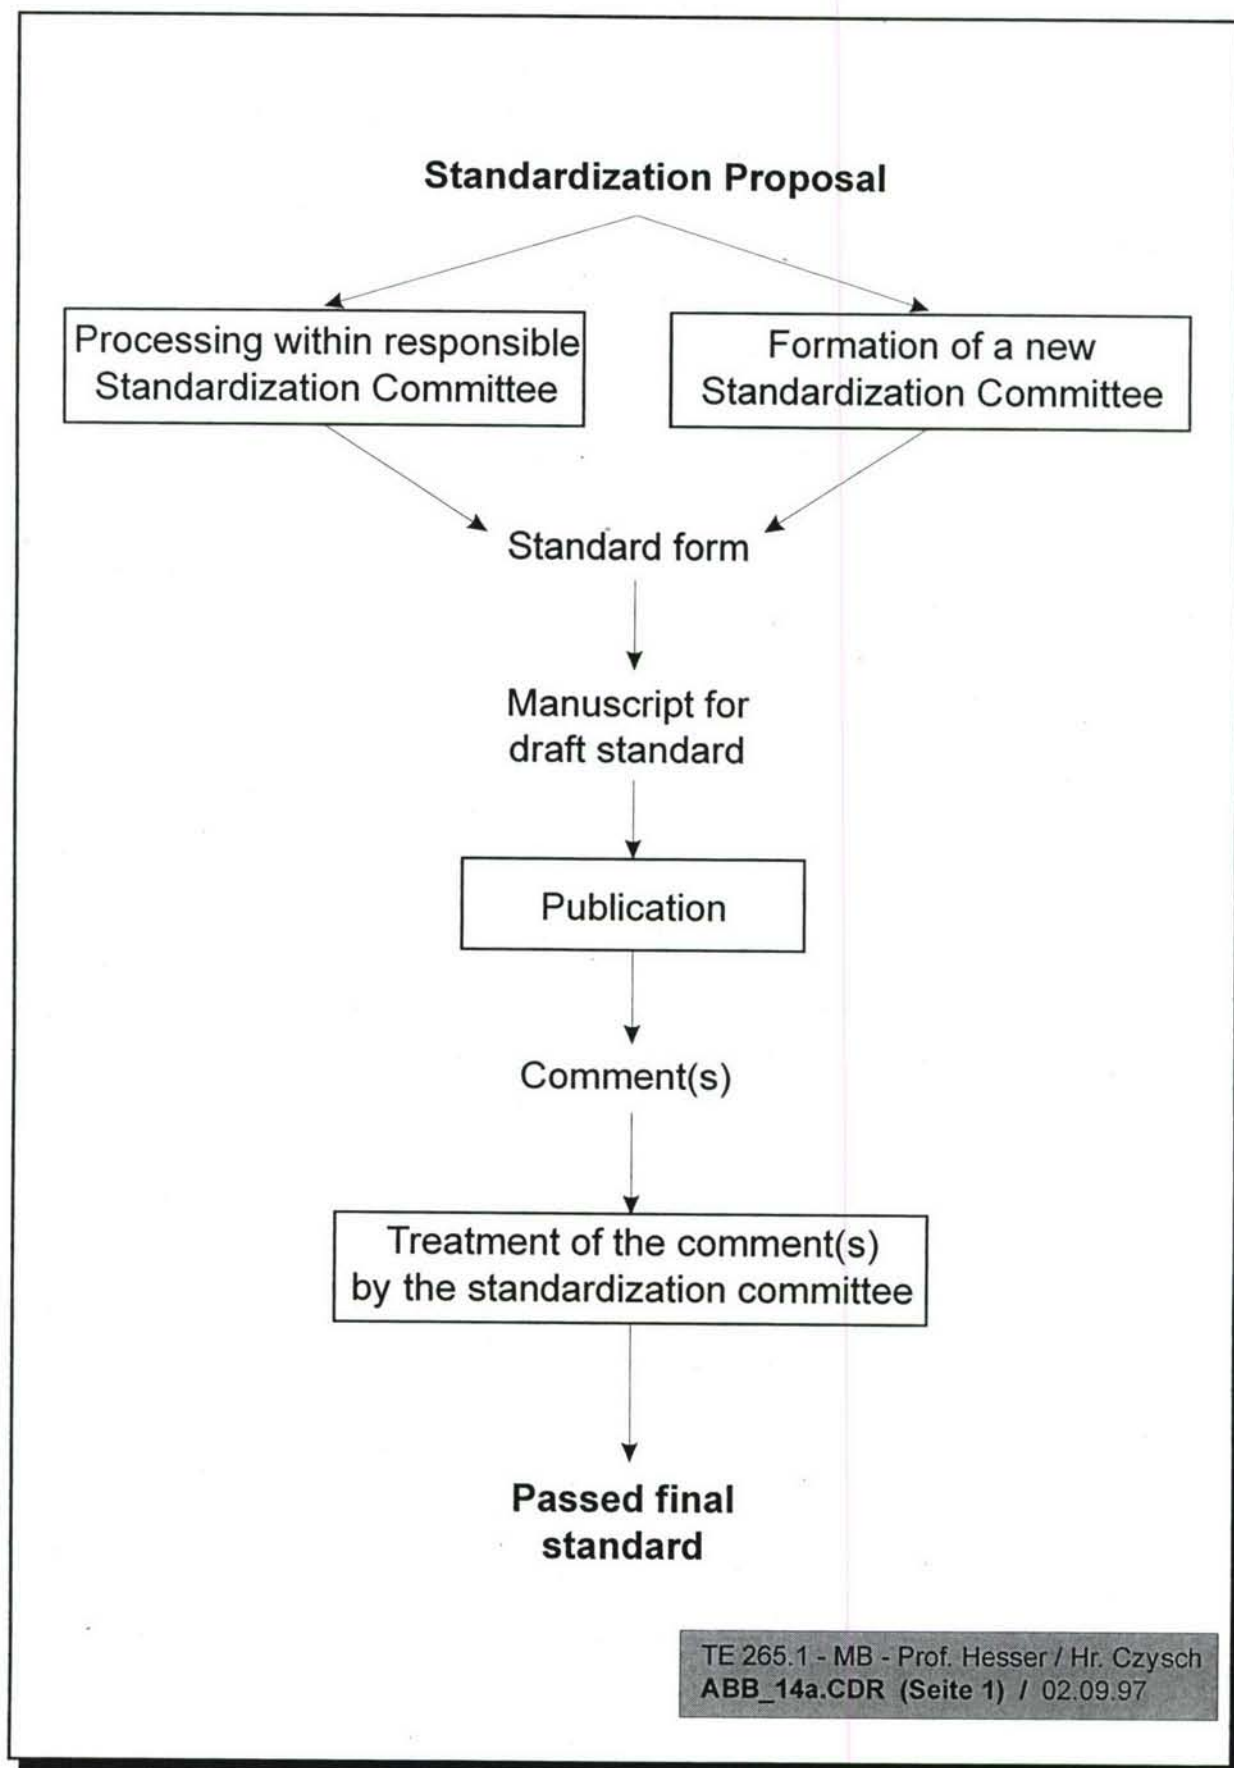 Standardization Proposal
Processing within responsible
Standardization Committee
Formation of a new
Standardization Committee
Standard form
Manuscript for
draft standard
Publication
Comment(s)
Treatment of the comment(s)
by the standardization committee
Passed final
standard
TE 265.1 - MB - Prof. Hesser / Hr. Czysch
ABB_14a.CDR (Seite 1) / 02.09.97